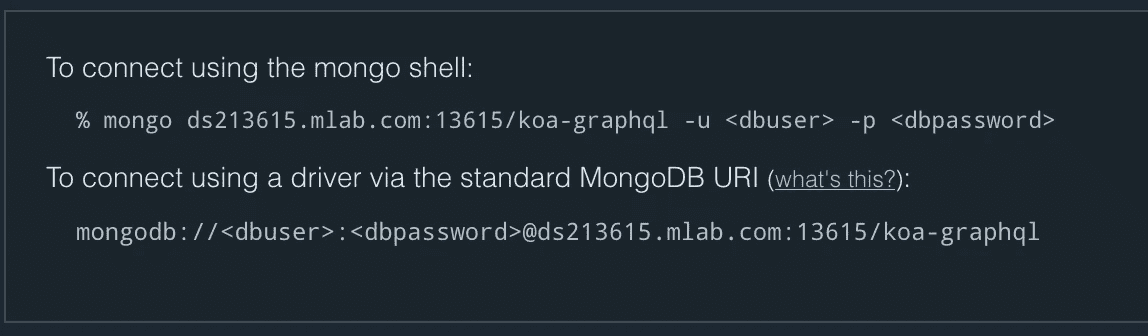 To connect using the mongo shell:
% mongo ds213615.mlab.com:13615/koa-graphql -u <dbuser> -p <dbpassword>
To connect using a driver via the standard MongoDB URI (what's this?):
mongodb://<dbuser>:<dbpassword>@ds213615.mlab.com:13615/koa-graphql